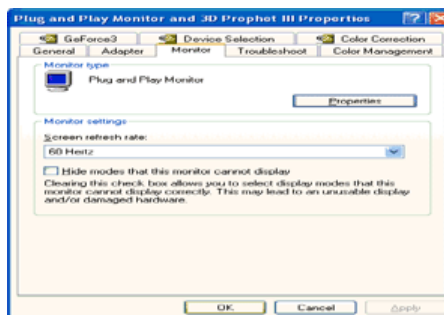 Plug and Play Monitor and 3D Prophet III Properties
GeForce3 Device Selection Color Correction
General Adapter Monitor Troubleshoot Color Management
Monitor type
Plug and Play Monitor
Properties
Monitor settings
Screen refresh rate:
60 Hertz
Hide modes that this monitor cannot display
Clearing this check box allows you to select display modes that this
monitor cannot display correctly. This may lead to an unusable display
and/or damaged hardware.
OK Cancel Apply